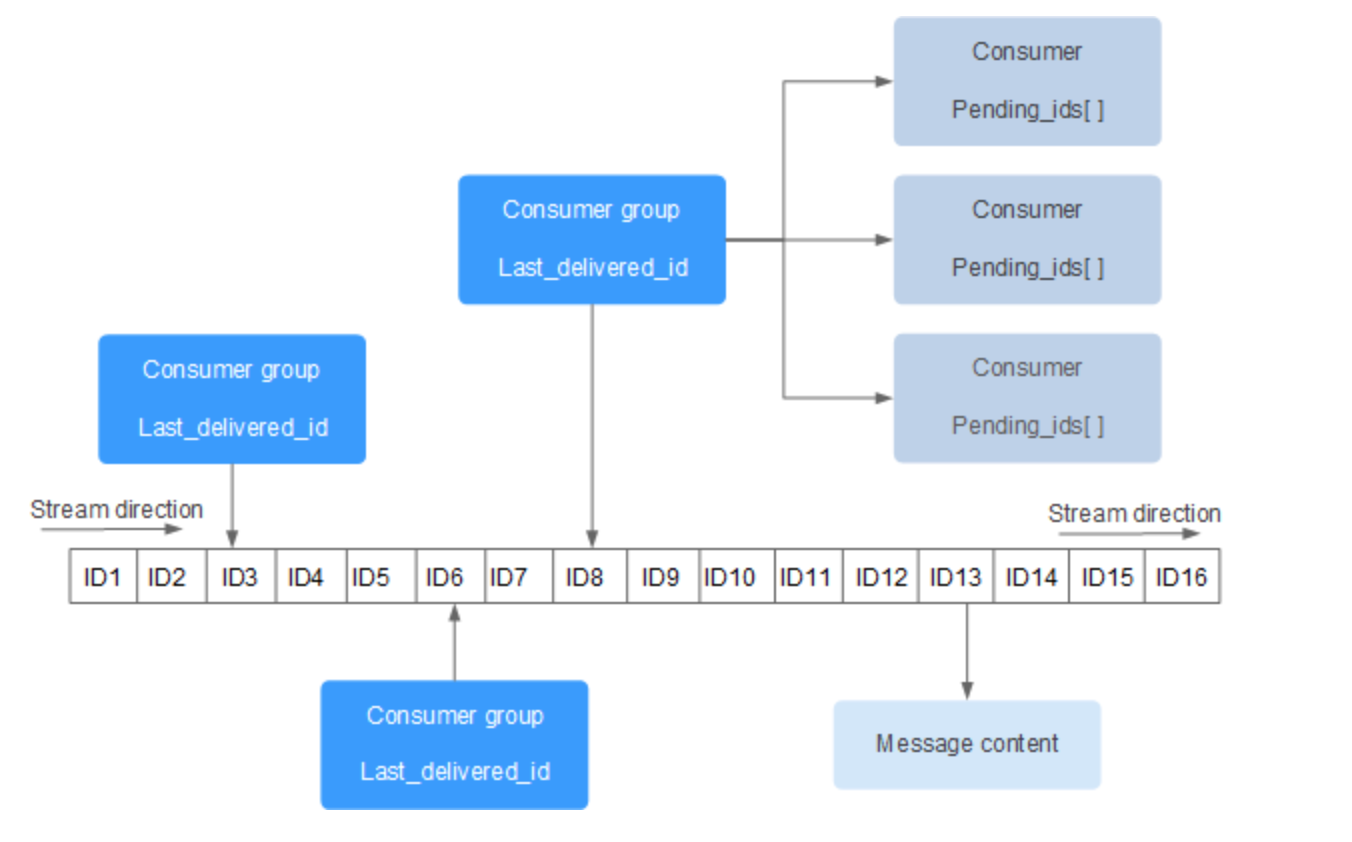 Consumer
Pending_ids[ ]
Consumer group
Last_delivered_id
Consumer
Pending_ids[ ]
Consumer group
Last_delivered_id
Consumer
Pending_ids[ ]
Stream direction
Stream direction
ID1 ID2 ID3 ID4 ID5 ID6 ID7 ID8 ID9 ID10 ID11 ID12 ID13 ID14 ID15 ID16
Consumer group
Last_delivered_id
Message content